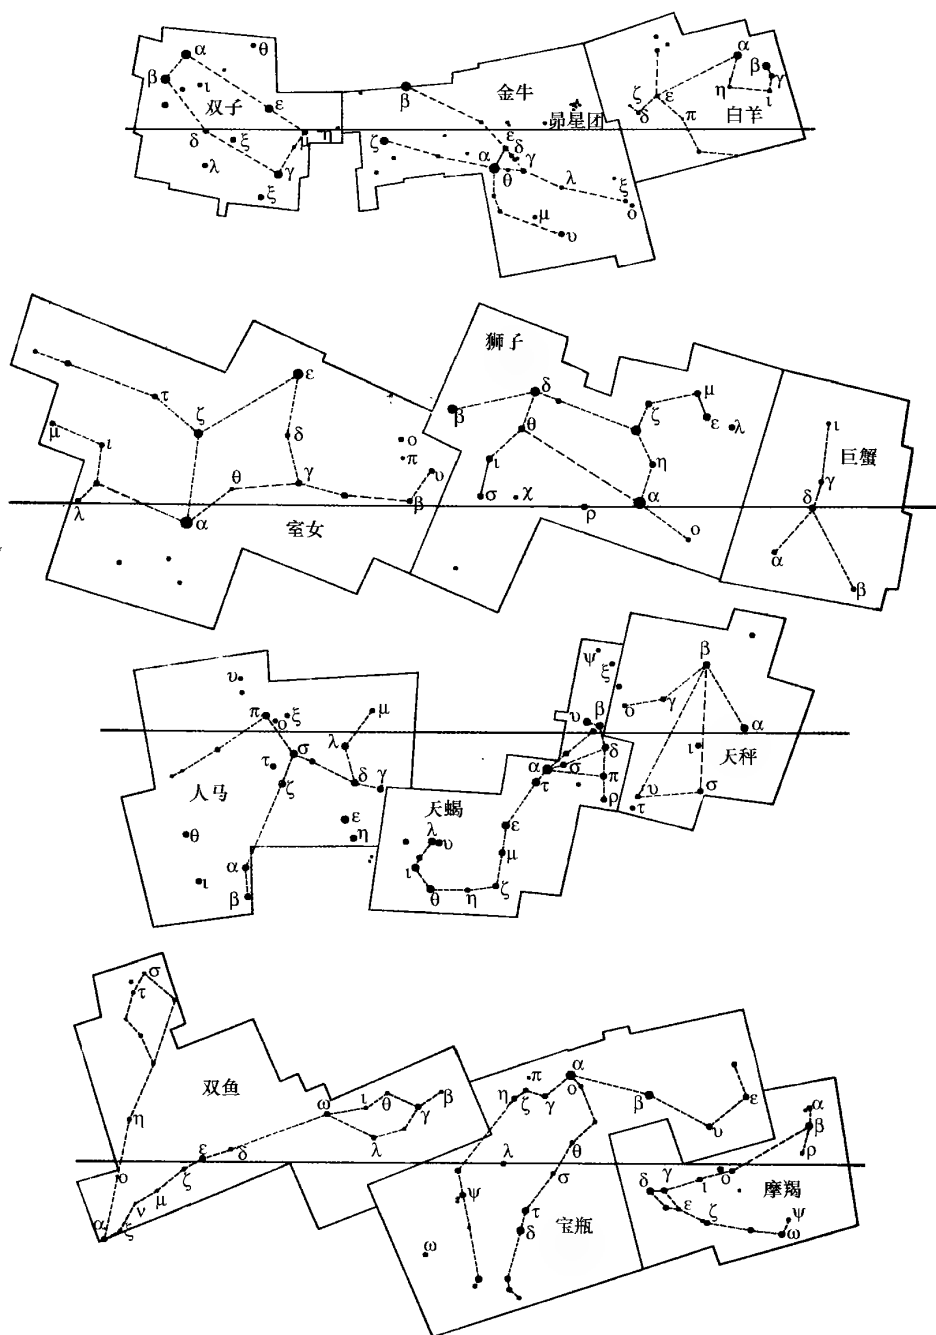 α
θ
β
ι
双子
ε
δ
ξ
μ
η
λ
γ
ξ
金牛
β
昴星团
ζ
ε
δ
α
θ
γ
λ
ξ
ο
μ
υ
α
β
γ
η
ι
白羊
ζ
ε
δ
π
ε
τ
ζ
μ
ι
δ
θ
γ
ο
π
υ
β
λ
α
室女
狮子
δ
β
θ
ι
σ
χ
ρ
ζ
μ
ε
λ
η
α
ο
ι
巨蟹
γ
δ
α
β
υ
π
ο
ξ
μ
λ
σ
τ
ζ
δ
γ
人马
ε
η
θ
α
ι
β
ψ
ξ
υ
β
δ
α
σ
π
τ
ρ
天蝎
λ
υ
ε
μ
ι
θ
η
ζ
β
δ
γ
α
ι
天秤
υ
σ
τ
σ
τ
双鱼
η
ω
ι
θ
β
γ
λ
ε
δ
ο
ζ
μ
ν
α
ξ
π
α
ο
η
ζ
γ
β
ε
υ
λ
θ
σ
ψ
τ
宝瓶
δ
ω
α
β
ρ
δ
γ
ι
ο
摩羯
ε
ζ
ψ
ω